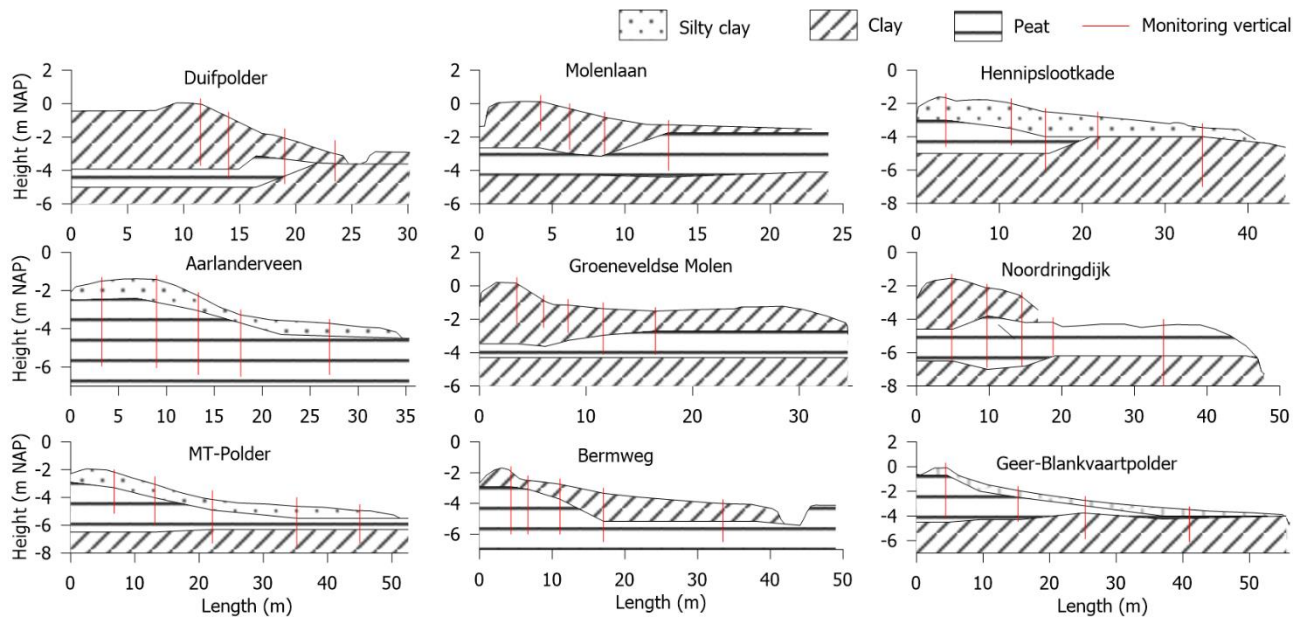 Silty clay Clay Peat Monitoring vertical
Duifpolder Molenlaan Hennipslootkade
Height (m NAP)
2 0 -2 -4 -6
0 5 10 15 20 25 30
2 0 -2 -4 -6
0 5 10 15 20 25
0 -2 -4 -6 -8
0 10 20 30 40
Aarlanderveen Groeneveldse Molen Noordringdijk
Height (m NAP)
0 -2 -4 -6
0 5 10 15 20 25 30 35
2 0 -2 -4 -6
0 10 20 30
0 -2 -4 -6 -8
0 10 20 30 40 50
MT-Polder Bermweg Geer-Blankvaartpolder
Height (m NAP)
0 -2 -4 -6 -8
0 10 20 30 40 50
Length (m)
0 -2 -4 -6
0 10 20 30 40 50
Length (m)
2 0 -2 -4 -6
0 10 20 30 40 50
Length (m)